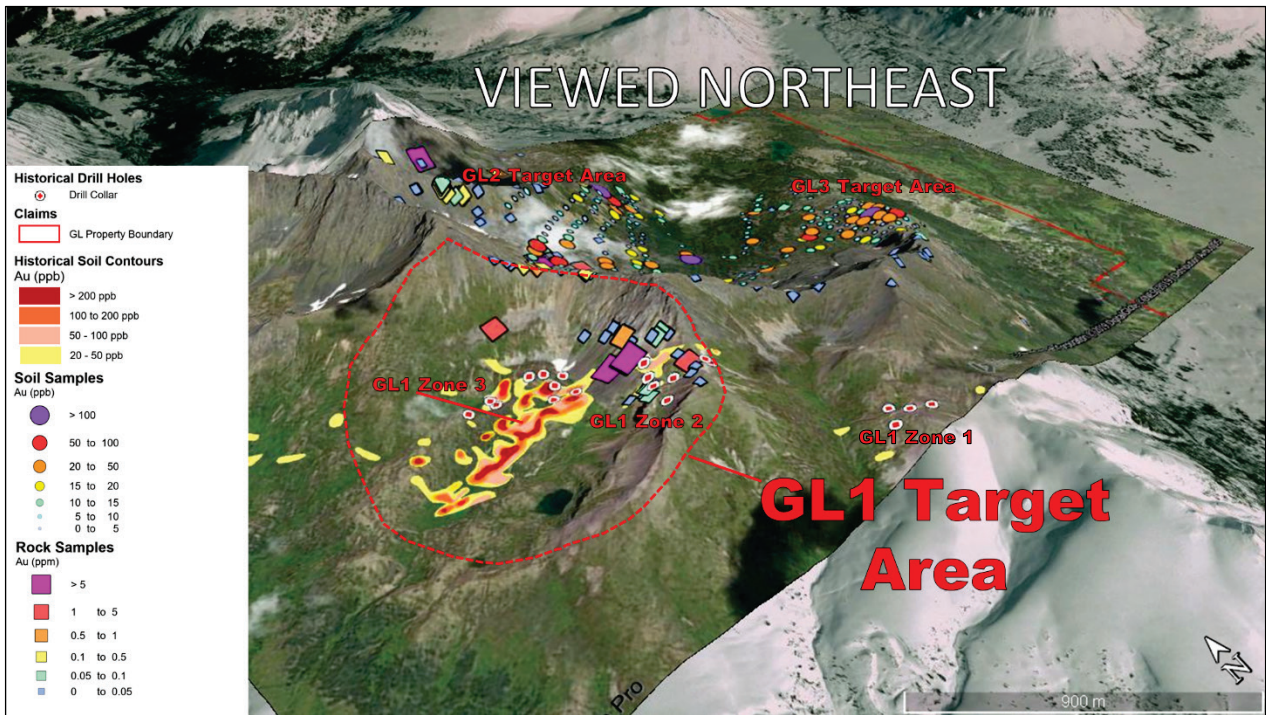 VIEWED NORTHEAST
GL2 Target Area
GL3 Target Area
Historical Drill Holes
Drill Collar
Claims
GL Property Boundary
Historical Soil Contours
Au (ppb)
> 200 ppb
100 to 200 ppb
50 - 100 ppb
20 - 50 ppb
Soil Samples
Au (ppb)
> 100
50 to 100
20 to 50
15 to 20
10 to 15
5 to 10
0 to 5
Rock Samples
Au (ppm)
> 5
1 to 5
0.5 to 1
0.1 to 0.5
0.05 to 0.1
0 to 0.05
GL1 Zone 3
GL1 Zone 2
GL1 Zone 1
GL1 Target
Area
Pro
N
900 m